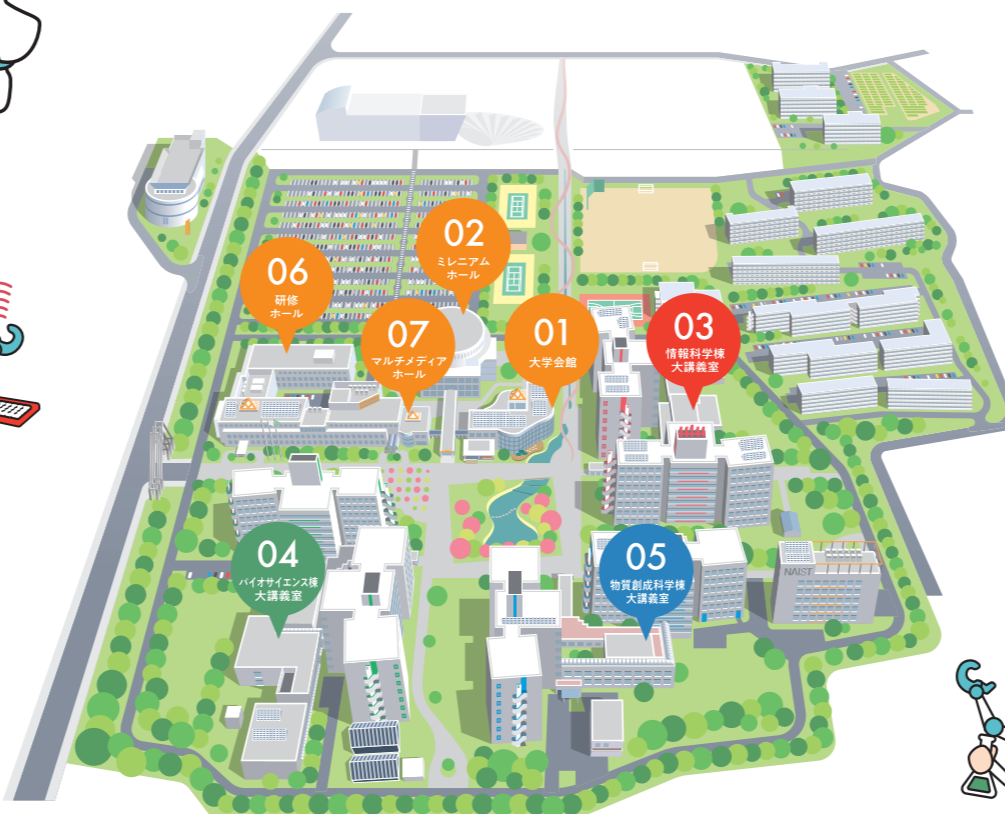 02
ミレニアム
ホール
06
研修
ホール
07
マルチメディア
ホール
01
大学会館
03
情報科学棟
大講義室
04
バイオサイエンス棟
大講義室
05
物質創成科学棟
大講義室
NAIST